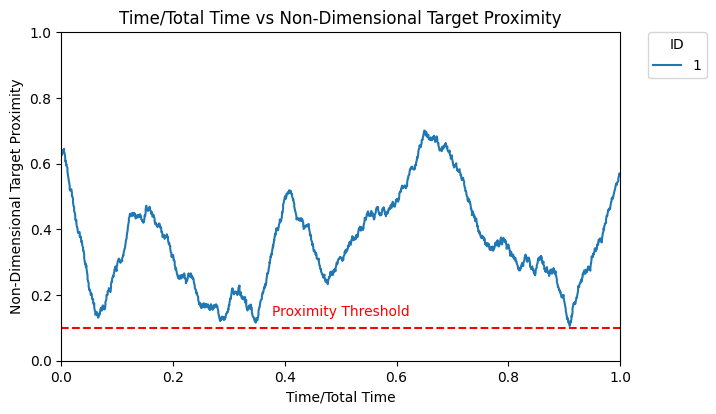 Time/Total Time vs Non-Dimensional Target Proximity
ID
1
Non-Dimensional Target Proximity
1.0
0.8
0.6
0.4
0.2
0.0
Proximity Threshold
0.0 0.2 0.4 0.6 0.8 1.0
Time/Total Time